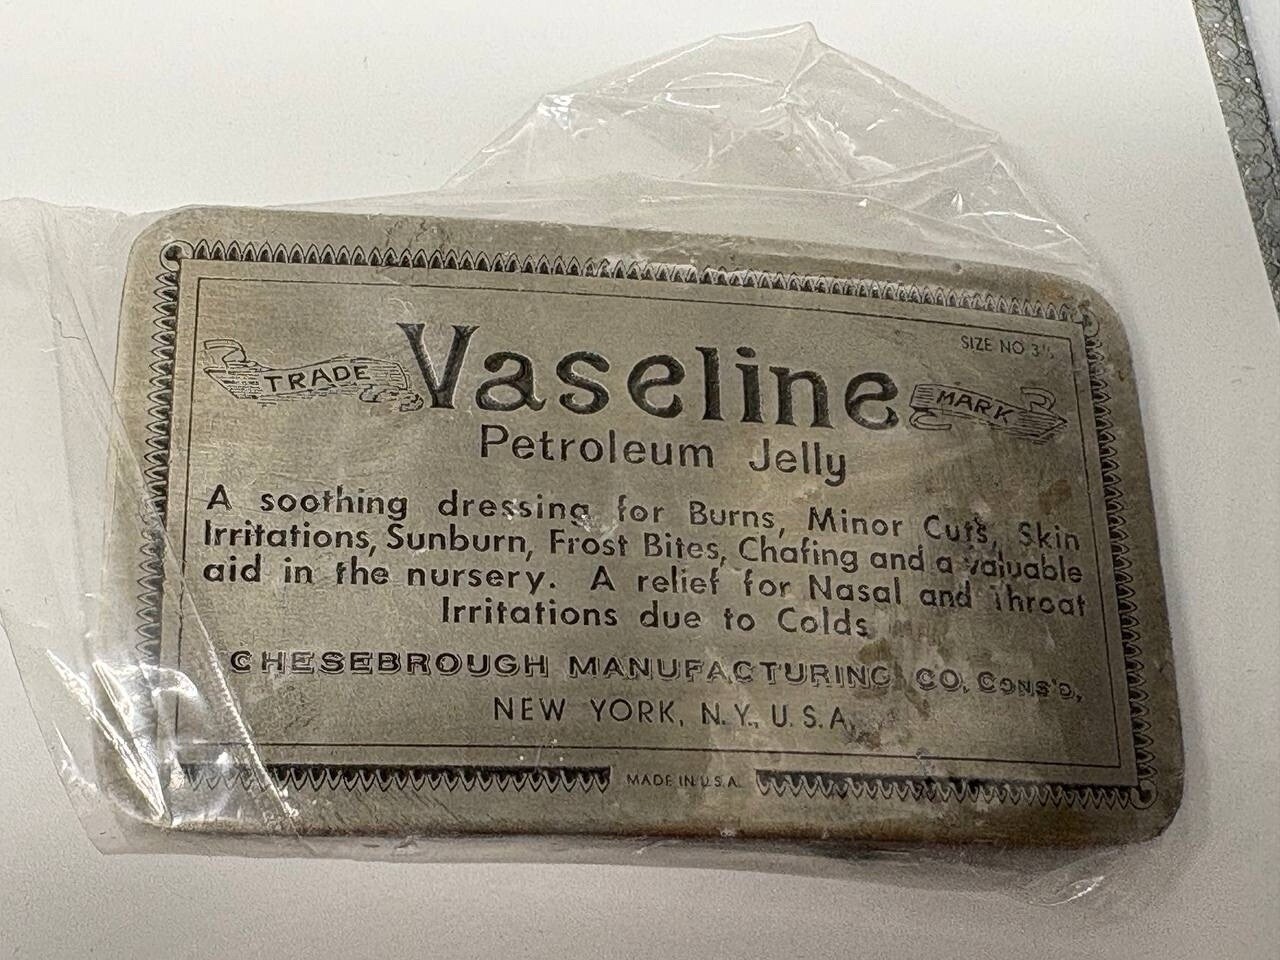 SIZE NO 3½
TRADE Vaseline MARK
Petroleum Jelly
A soothing dressing for Burns, Minor Cuts, Skin
Irritations, Sunburn, Frost Bites, Chafing and a valuable
aid in the nursery. A relief for Nasal and Throat
Irritations due to Colds
CHESEBROUGH MANUFACTURING CO, CONS'D,
NEW YORK, N.Y., U.S.A.
MADE IN U.S.A.